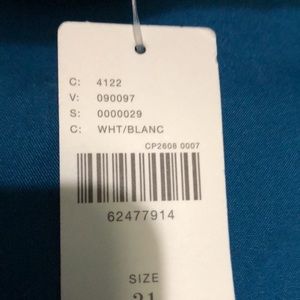 C: 4122
V: 090097
S: 0000029
C: WHT/BLANC
CP2608 0007
62477914
SIZE